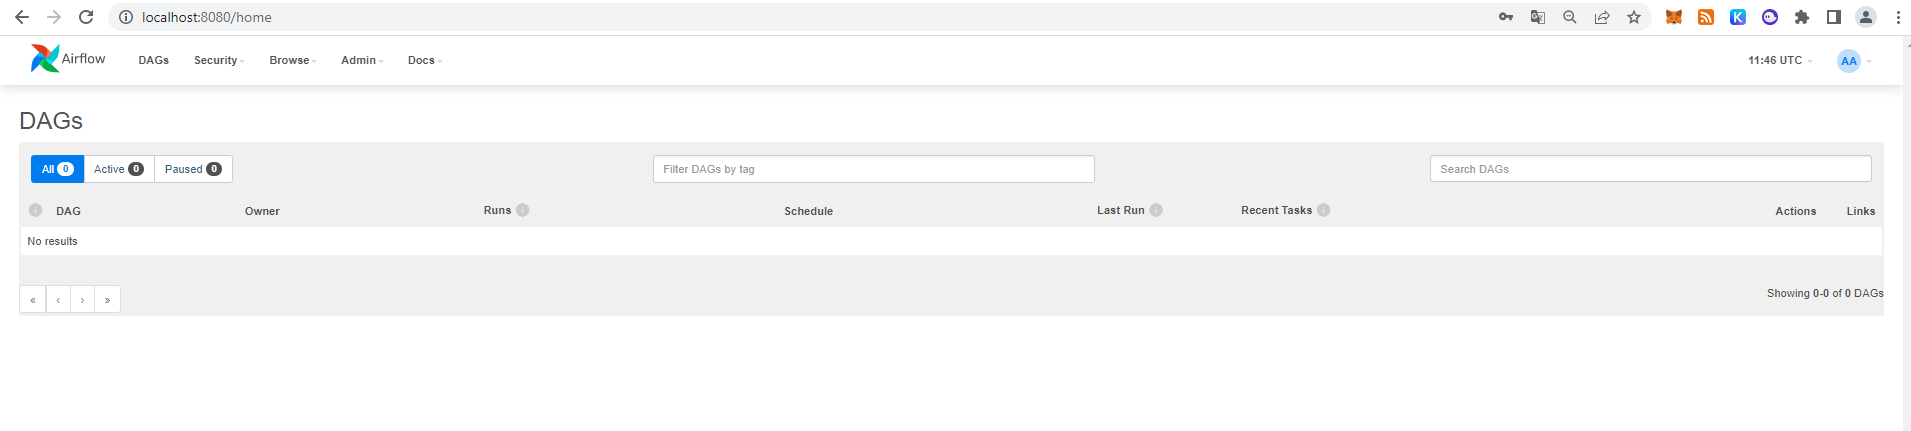 localhost:8080/home
Airflow DAGs Security Browse Admin Docs 11:46 UTC AA
DAGs
All 0 Active 0 Paused 0 Filter DAGs by tag Search DAGs
i DAG Owner Runs i Schedule Last Run i Recent Tasks i Actions Links
No results
« ‹ › » Showing 0-0 of 0 DAGs